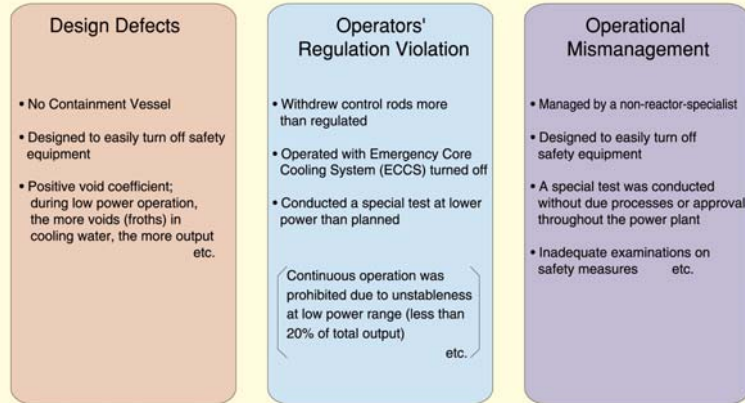 Design Defects
• No Containment Vessel
• Designed to easily turn off safety
equipment
• Positive void coefficient;
during low power operation,
the more voids (froths) in
cooling water, the more output
etc.
Operators'
Regulation Violation
• Withdrew control rods more
than regulated
• Operated with Emergency Core
Cooling System (ECCS) turned off
• Conducted a special test at lower
power than planned
Continuous operation was
prohibited due to unstableness
at low power range (less than
20% of total output)
etc.
Operational
Mismanagement
• Managed by a non-reactor-specialist
• Designed to easily turn off
safety equipment
• A special test was conducted
without due processes or approval
throughout the power plant
• Inadequate examinations on
safety measures etc.